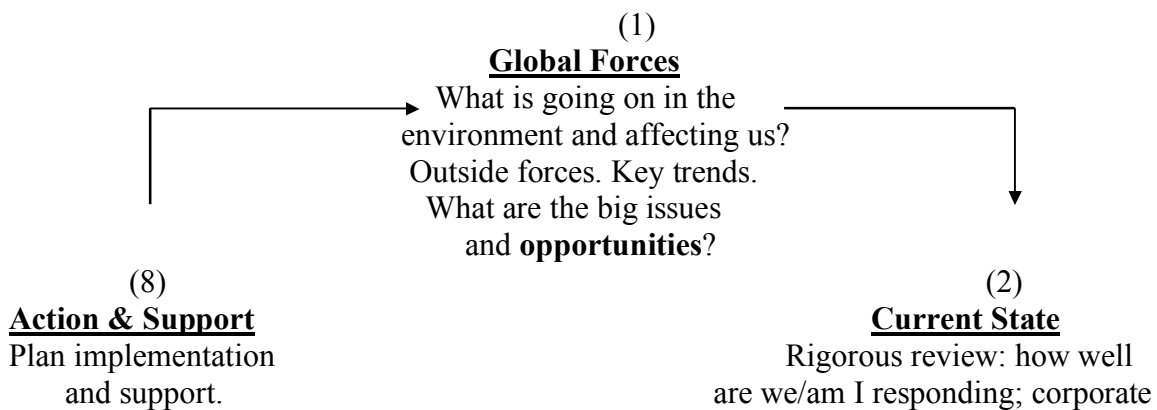 (1)
Global Forces
What is going on in the
environment and affecting us?
Outside forces. Key trends.
What are the big issues
and opportunities?
(8)
Action & Support
Plan implementation
and support.
(2)
Current State
Rigorous review: how well
are we/am I responding; corporate